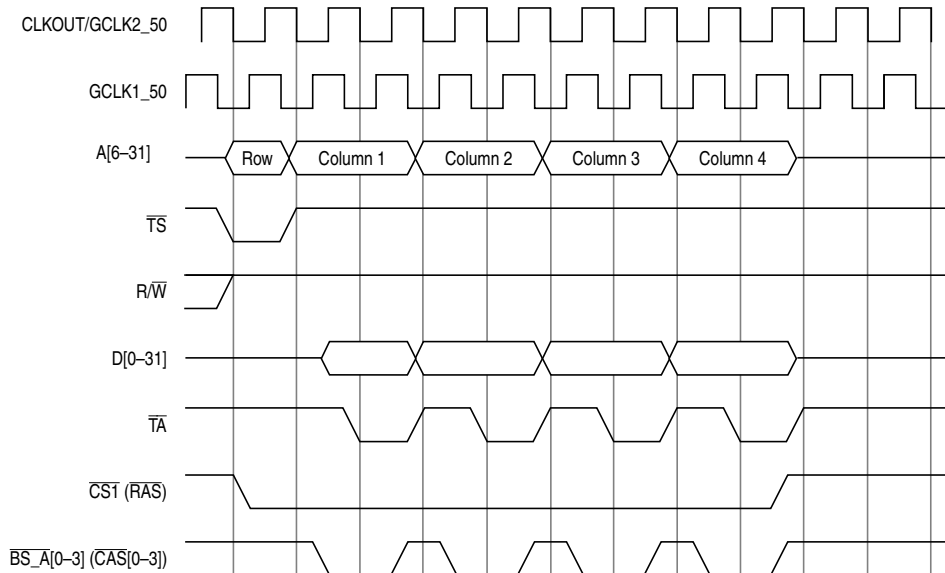 CLKOUT/GCLK2_50
GCLK1_50
A[6–31]
Row
Column 1
Column 2
Column 3
Column 4
TS
R/W
D[0–31]
TA
CS1 (RAS)
BS_A[0–3] (CAS[0–3])